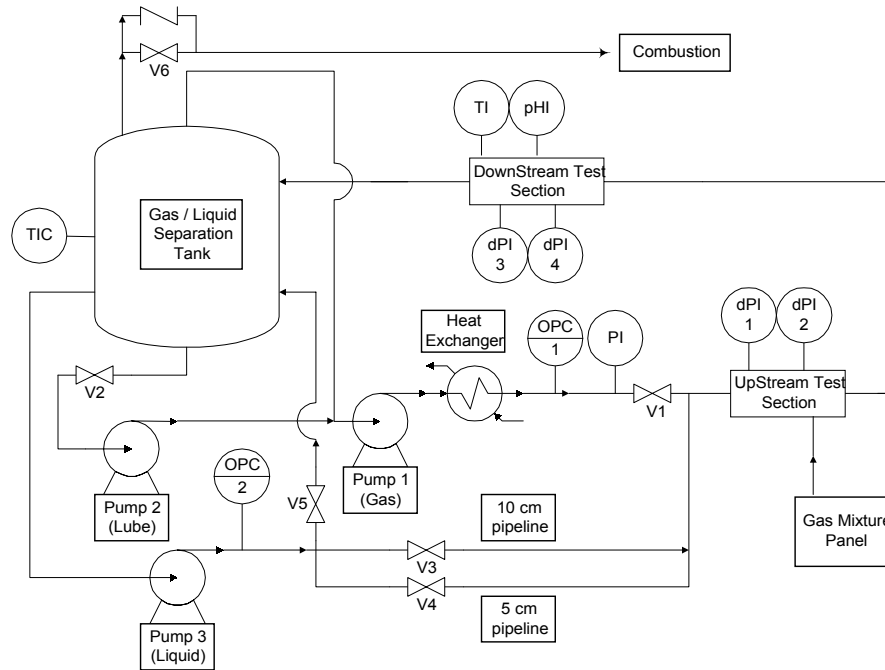 V6
Combustion
TI
pHI
DownStream Test
Section
dPI
3
dPI
4
TIC
Gas / Liquid
Separation
Tank
Heat
Exchanger
OPC
1
PI
dPI
1
dPI
2
V2
V1
UpStream Test
Section
Pump 2
(Lube)
OPC
2
Pump 1
(Gas)
V5
10 cm
pipeline
Gas Mixture
Panel
V3
V4
5 cm
pipeline
Pump 3
(Liquid)